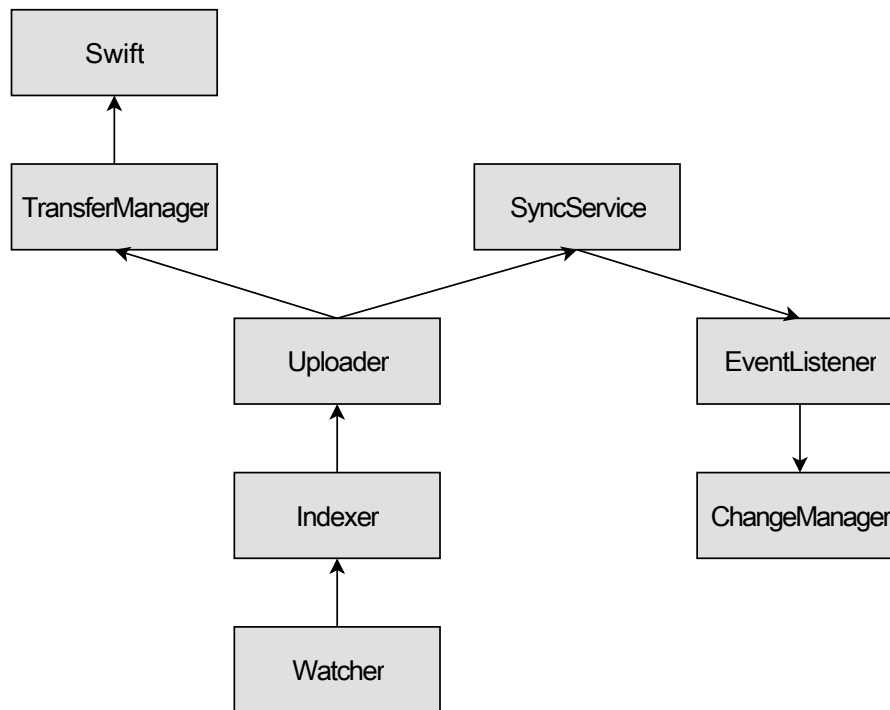 Swift
TransferManager
SyncService
Uploader
EventListener
Indexer
ChangeManager
Watcher